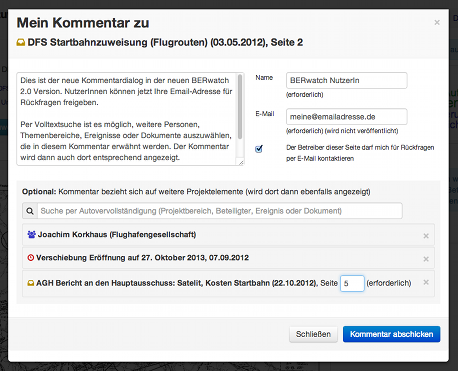 Mein Kommentar zu
×
DFS Startbahnzuweisung (Flugrouten) (03.05.2012), Seite 2
Dies ist der neue Kommentardialog in der neuen BERwatch
2.0 Version. NutzerInnen können jetzt Ihre Email-Adresse für
Rückfragen freigeben.
Per Volltextsuche ist es möglich, weitere Personen,
Themenbereiche, Ereignisse oder Dokumente auszuwählen,
die in diesem Kommentar erwähnt werden. Der Kommentar
wird dann auch dort entsprechend angezeigt.
Name
BERwatch NutzerIn
(erforderlich)
E-Mail
meine@emailadresse.de
(erforderlich) (wird nicht veröffentlicht)
Der Betreiber dieser Seite darf mich für Rückfragen
per E-Mail kontaktieren
Optional: Kommentar bezieht sich auf weitere Projektelemente (wird dort dann ebenfalls angezeigt)
Suche per Autovervollständigung (Projektbereich, Beteiligter, Ereignis oder Dokument)
Joachim Korkhaus (Flughafengesellschaft) ×
Verschiebung Eröffnung auf 27. Oktober 2013, 07.09.2012 ×
AGH Bericht an den Hauptausschuss: Satelit, Kosten Startbahn (22.10.2012), Seite 5 (erforderlich) ×
Schließen
Kommentar abschicken